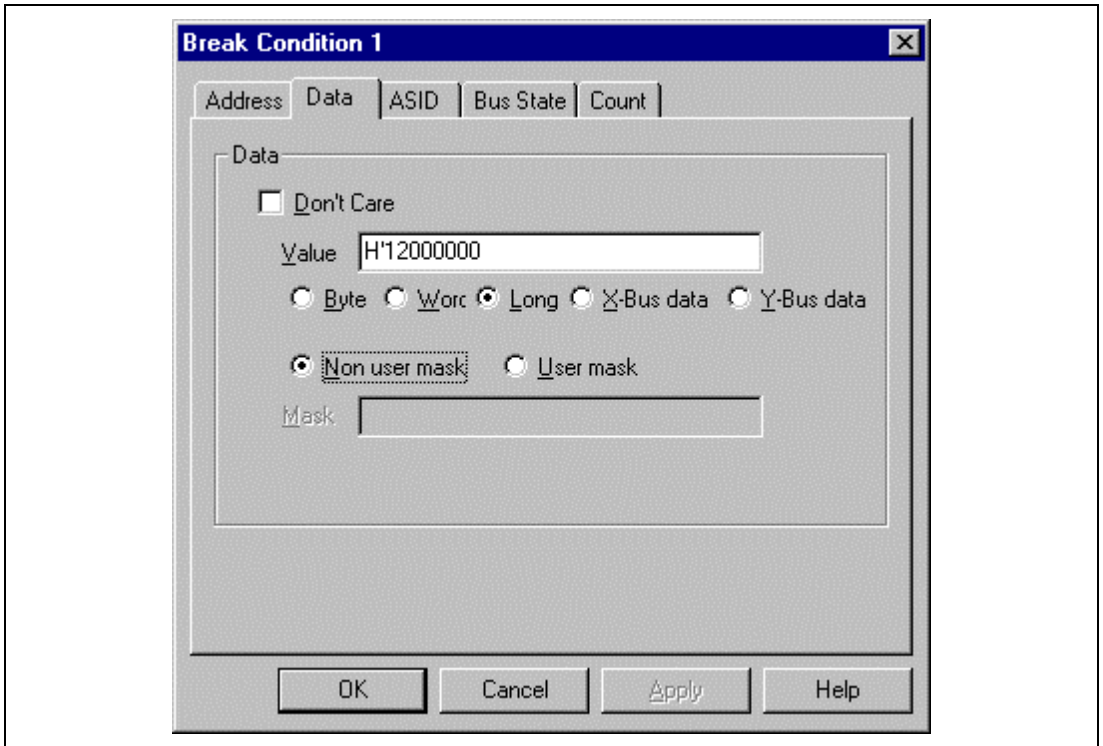 Break Condition 1
Address Data ASID Bus State Count
Data
Don't Care
Value H'12000000
Byte Worc Long X-Bus data Y-Bus data
Non user mask User mask
Mask
OK Cancel Apply Help